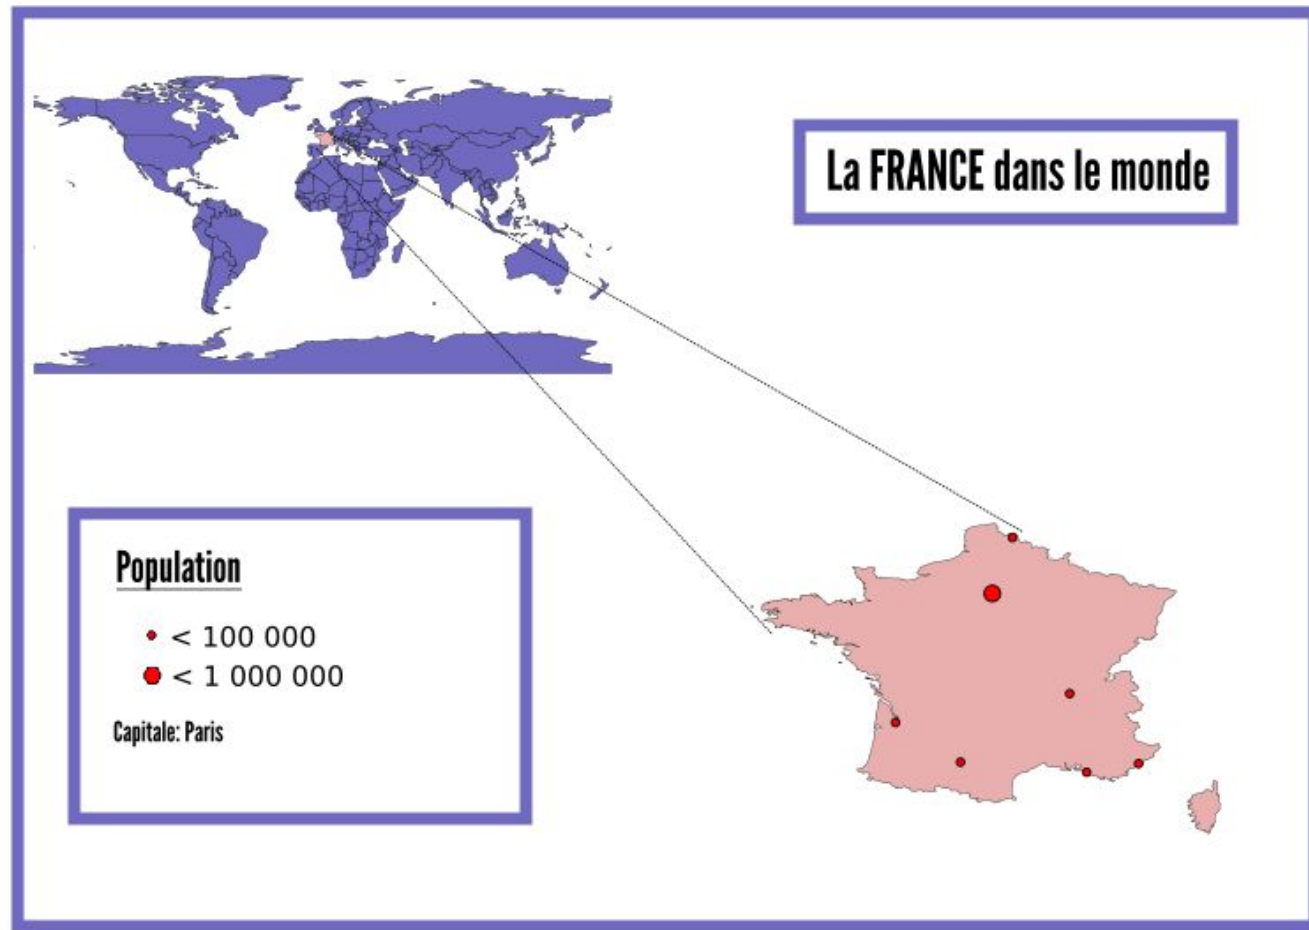 La FRANCE dans le monde
Population
< 100 000
< 1 000 000
Capitale: Paris